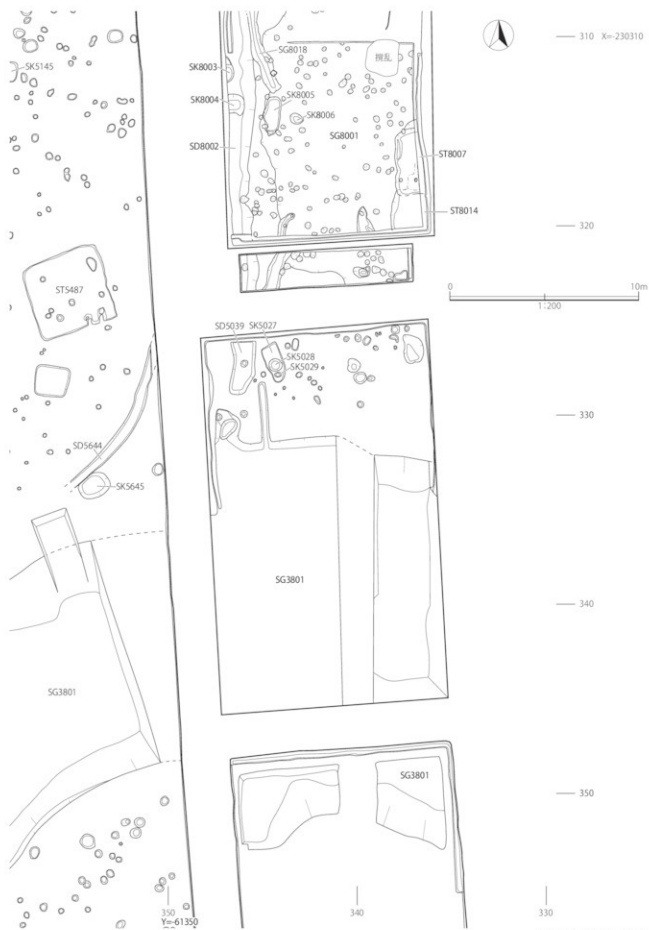 310 X=-230310
SG8018
SK5145
SK8003
撹乱
SK8004
SK8005
SK8006
SG8001
SD8002
ST8007
ST8014
320
ST5487
0 10m
1:200
SD5039 SK5027
SK5028
SK5029
330
SD5644
SK5645
SG3801
340
SG3801
SG3801
350
350 340 330
Y=-61350